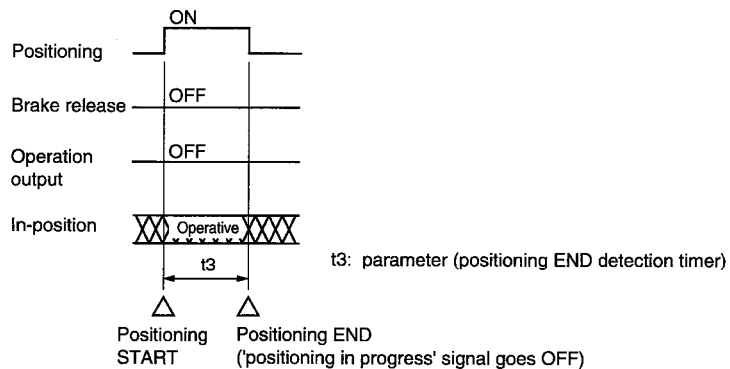 ON
Positioning
Brake release
OFF
Operation
output
OFF
In-position
Operative
t3
t3: parameter (positioning END detection timer)
Positioning
START
Positioning END
('positioning in progress' signal goes OFF)